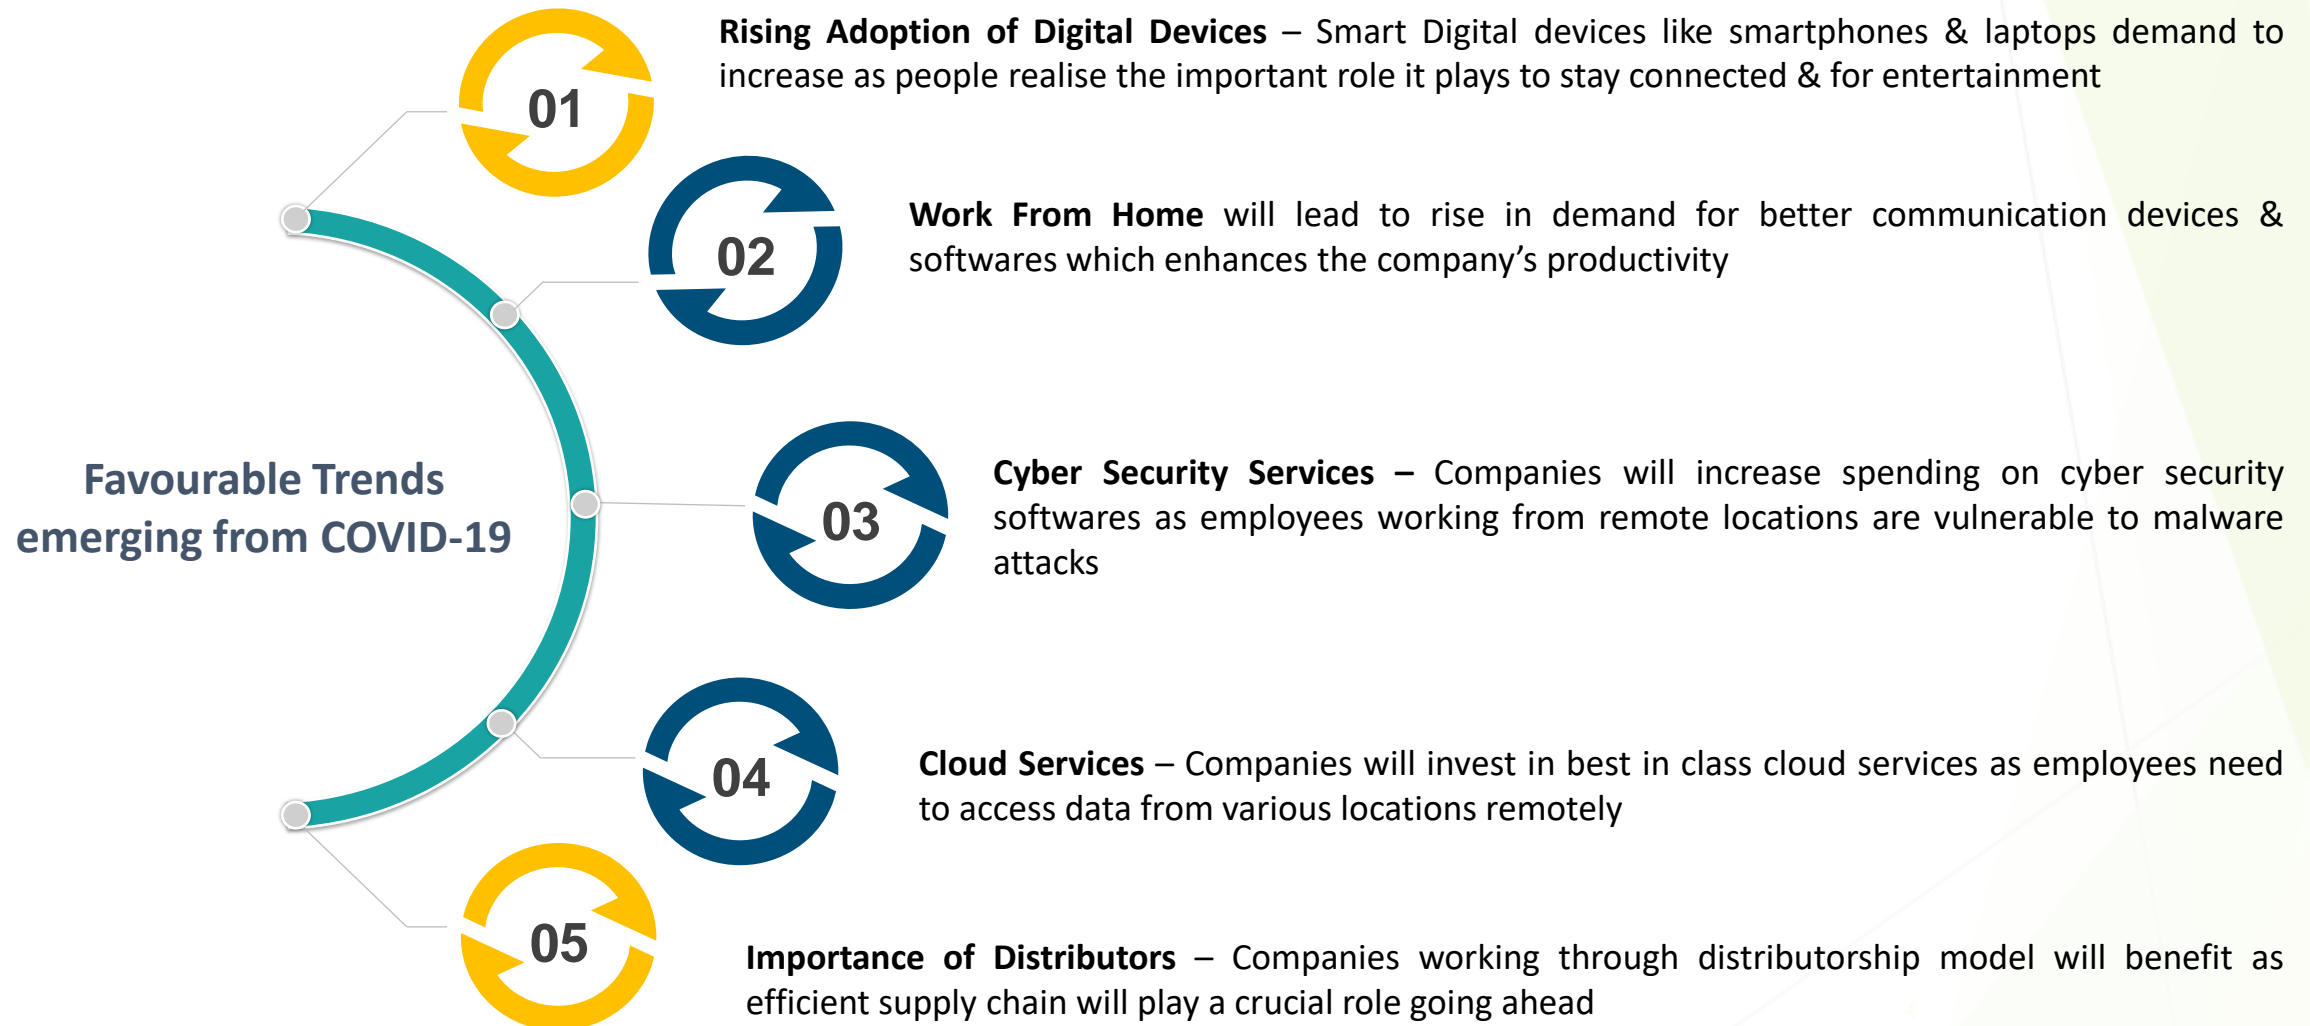 01
Rising Adoption of Digital Devices – Smart Digital devices like smartphones & laptops demand to
increase as people realise the important role it plays to stay connected & for entertainment
02
Work From Home will lead to rise in demand for better communication devices &
softwares which enhances the company’s productivity
Favourable Trends
emerging from COVID-19
03
Cyber Security Services – Companies will increase spending on cyber security
softwares as employees working from remote locations are vulnerable to malware
attacks
04
Cloud Services – Companies will invest in best in class cloud services as employees need
to access data from various locations remotely
05
Importance of Distributors – Companies working through distributorship model will benefit as
efficient supply chain will play a crucial role going ahead